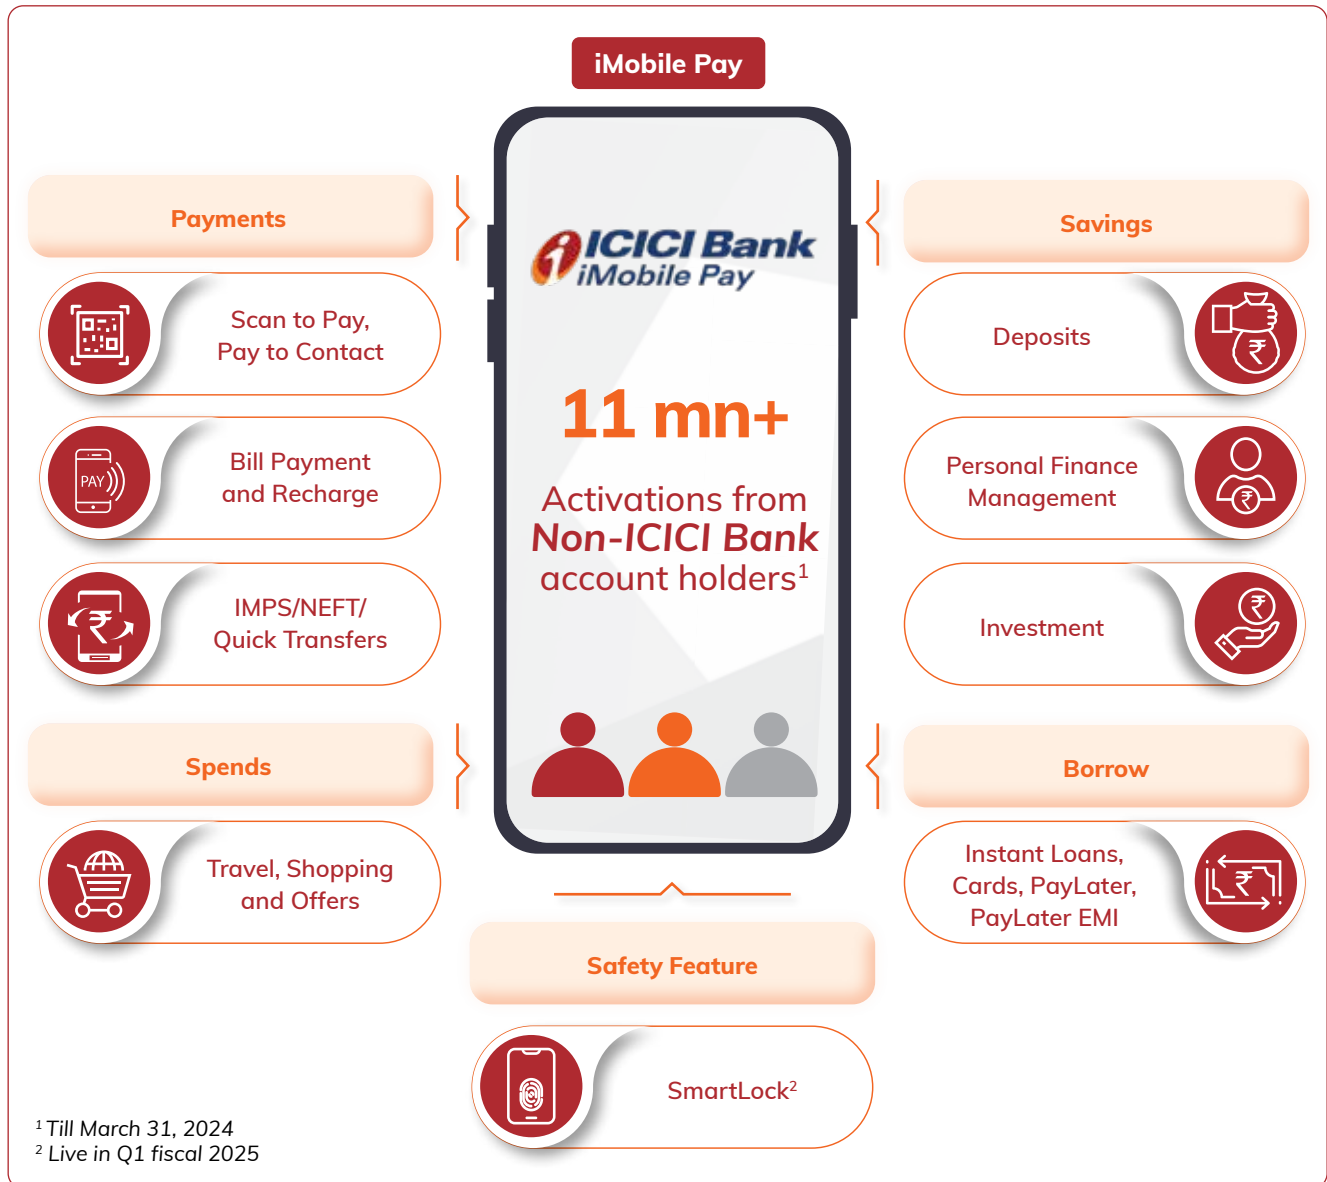 iMobile Pay
Payments
Scan to Pay,
Pay to Contact
PAY
Bill Payment
and Recharge
IMPS/NEFT/
Quick Transfers
Spends
Travel, Shopping
and Offers
ICICI Bank
iMobile Pay
11 mn+
Activations from
Non-ICICI Bank
account holders¹
Savings
₹
Deposits
Personal Finance
Management
₹
Investment
₹
Borrow
Instant Loans,
Cards, PayLater,
PayLater EMI
₹
Safety Feature
SmartLock²
¹ Till March 31, 2024
² Live in Q1 fiscal 2025